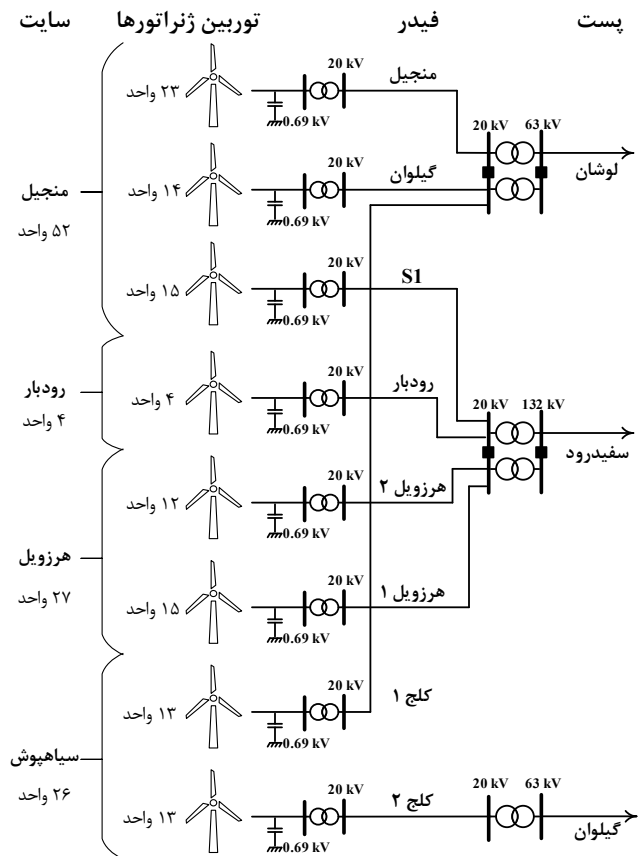 سایت
توربین ژنراتورها
فیدر
پست
۲۳ واحد
0.69 kV
20 kV
منجیل
20 kV
63 kV
لوشان
منجیل
۵۲ واحد
۱۴ واحد
0.69 kV
20 kV
گیلوان
۱۵ واحد
0.69 kV
20 kV
S1
رودبار
۴ واحد
۴ واحد
0.69 kV
20 kV
رودبار
20 kV
132 kV
سفیدرود
هرزویل
۲۷ واحد
۱۲ واحد
0.69 kV
20 kV
هرزویل ۲
۱۵ واحد
0.69 kV
20 kV
هرزویل ۱
سیاهپوش
۲۶ واحد
۱۳ واحد
0.69 kV
20 kV
کلج ۱
۱۳ واحد
0.69 kV
20 kV
کلج ۲
20 kV
63 kV
گیلوان